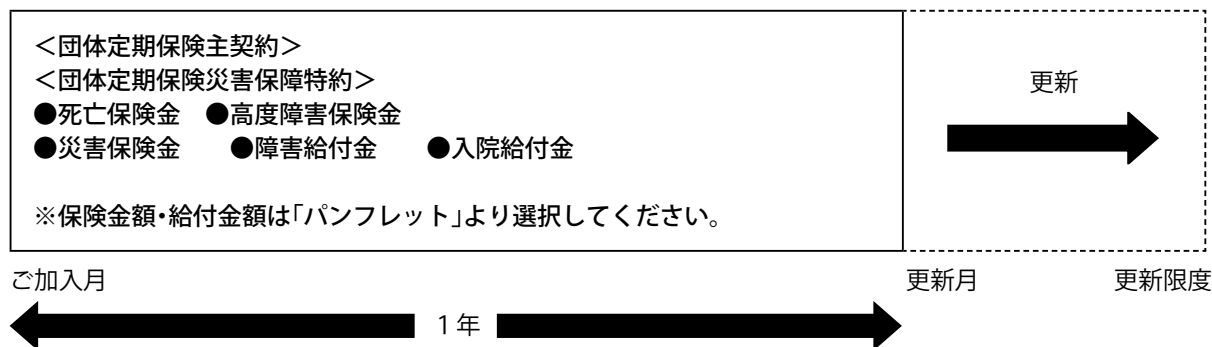 ＜団体定期保険主契約＞
＜団体定期保険災害保障特約＞
●死亡保険金　●高度障害保険金
●災害保険金　●障害給付金　●入院給付金
※保険金額・給付金額は「パンフレット」より選択してください。
更新
ご加入月　更新月　更新限度
1年